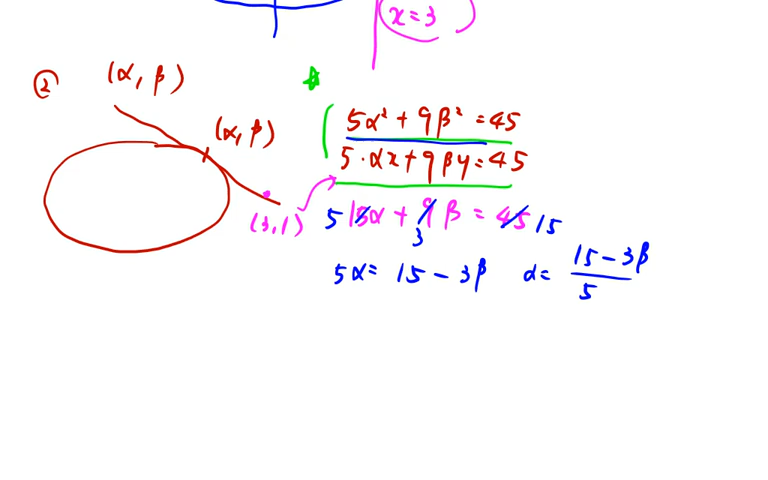 x = 3
② (α, β) (α, β)
5α² + 9β² = 45
5·αx + 9βy = 45
(3, 1) 5 15α + 9β = 45 15
3
5α = 15 - 3β α = (15 - 3β)/5